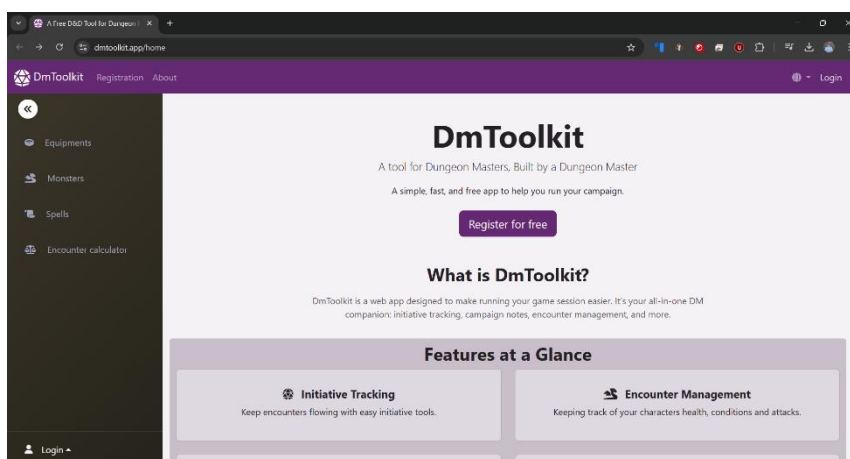 A Free D&D Tool for Dungeon
dmtoolkit.app/home
DmToolkit Registration About
Login
Equipments
Monsters
Spells
Encounter calculator
Login
DmToolkit
A tool for Dungeon Masters, Built by a Dungeon Master
A simple, fast, and free app to help you run your campaign.
Register for free
What is DmToolkit?
DmToolkit is a web app designed to make running your game session easier. It's your all-in-one DM
companion: initiative tracking, campaign notes, encounter management, and more.
Features at a Glance
Initiative Tracking
Keep encounters flowing with easy initiative tools.
Encounter Management
Keeping track of your characters health, conditions and attacks.